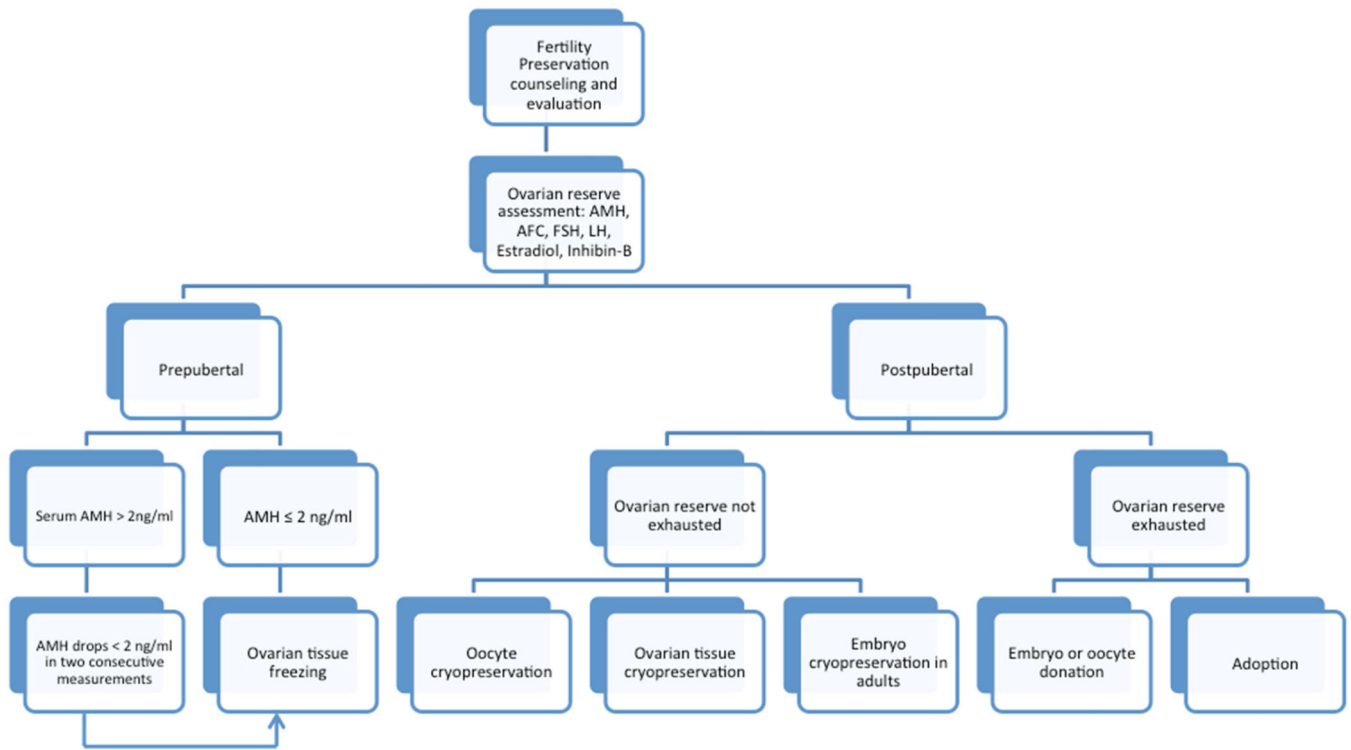 Fertility
Preservation
counseling and
evaluation
Ovarian reserve
assessment: AMH,
AFC, FSH, LH,
Estradiol, Inhibin-B
Prepubertal
Postpubertal
Serum AMH > 2ng/ml
AMH ≤ 2 ng/ml
Ovarian reserve not
exhausted
Ovarian reserve
exhausted
AMH drops < 2 ng/ml
in two consecutive
measurements
Ovarian tissue
freezing
Oocyte
cryopreservation
Ovarian tissue
cryopreservation
Embryo
cryopreservation in
adults
Embryo or oocyte
donation
Adoption